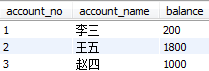 account_no account_name balance
1 李三 200
2 王五 1800
3 赵四 1000